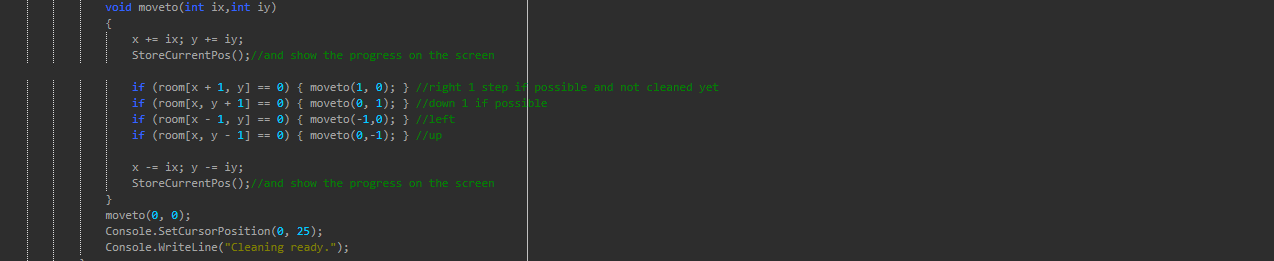 void moveto(int ix,int iy)
{
x += ix; y += iy;
StoreCurrentPos();//and show the progress on the screen
if (room[x + 1, y] == 0) { moveto(1, 0); } //right 1 step if possible and not cleaned yet
if (room[x, y + 1] == 0) { moveto(0, 1); } //down 1 if possible
if (room[x - 1, y] == 0) { moveto(-1,0); } //left
if (room[x, y - 1] == 0) { moveto(0,-1); } //up
x -= ix; y -= iy;
StoreCurrentPos();//and show the progress on the screen
}
moveto(0, 0);
Console.SetCursorPosition(0, 25);
Console.WriteLine("Cleaning ready.");